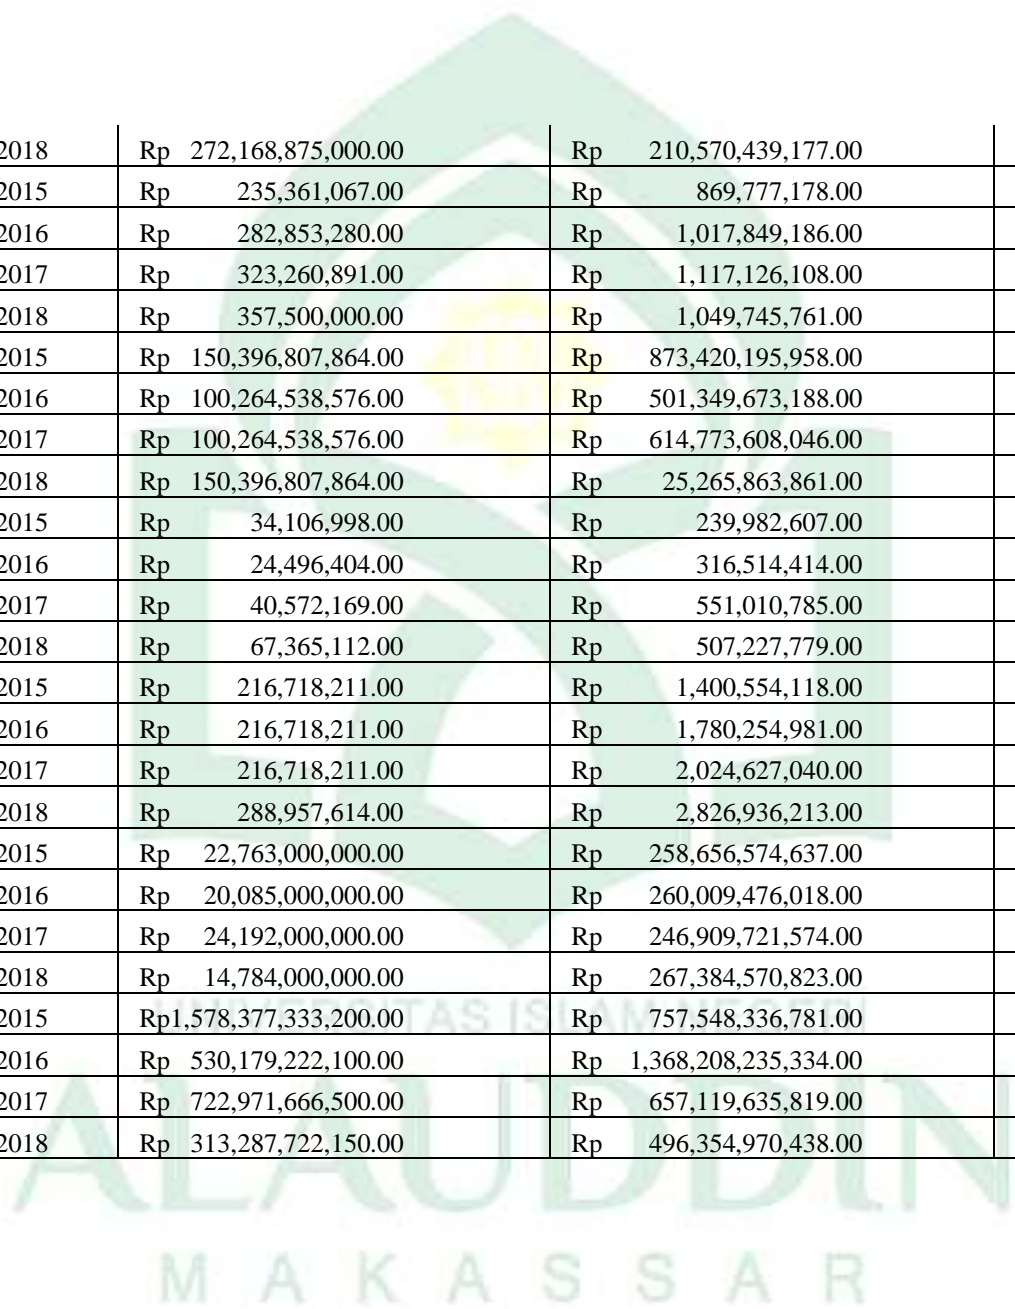 2018 Rp 272,168,875,000.00 Rp 210,570,439,177.00
2015 Rp 235,361,067.00 Rp 869,777,178.00
2016 Rp 282,853,280.00 Rp 1,017,849,186.00
2017 Rp 323,260,891.00 Rp 1,117,126,108.00
2018 Rp 357,500,000.00 Rp 1,049,745,761.00
2015 Rp 150,396,807,864.00 Rp 873,420,195,958.00
2016 Rp 100,264,538,576.00 Rp 501,349,673,188.00
2017 Rp 100,264,538,576.00 Rp 614,773,608,046.00
2018 Rp 150,396,807,864.00 Rp 25,265,863,861.00
2015 Rp 34,106,998.00 Rp 239,982,607.00
2016 Rp 24,496,404.00 Rp 316,514,414.00
2017 Rp 40,572,169.00 Rp 551,010,785.00
2018 Rp 67,365,112.00 Rp 507,227,779.00
2015 Rp 216,718,211.00 Rp 1,400,554,118.00
2016 Rp 216,718,211.00 Rp 1,780,254,981.00
2017 Rp 216,718,211.00 Rp 2,024,627,040.00
2018 Rp 288,957,614.00 Rp 2,826,936,213.00
2015 Rp 22,763,000,000.00 Rp 258,656,574,637.00
2016 Rp 20,085,000,000.00 Rp 260,009,476,018.00
2017 Rp 24,192,000,000.00 Rp 246,909,721,574.00
2018 Rp 14,784,000,000.00 Rp 267,384,570,823.00
UNIVERSITAS ISLAM NEGERI
2015 Rp1,578,377,333,200.00 Rp 757,548,336,781.00
2016 Rp 530,179,222,100.00 Rp 1,368,208,235,334.00
2017 Rp 722,971,666,500.00 Rp 657,119,635,819.00
2018 Rp 313,287,722,150.00 Rp 496,354,970,438.00
ALAUDDIN
MAKASSAR